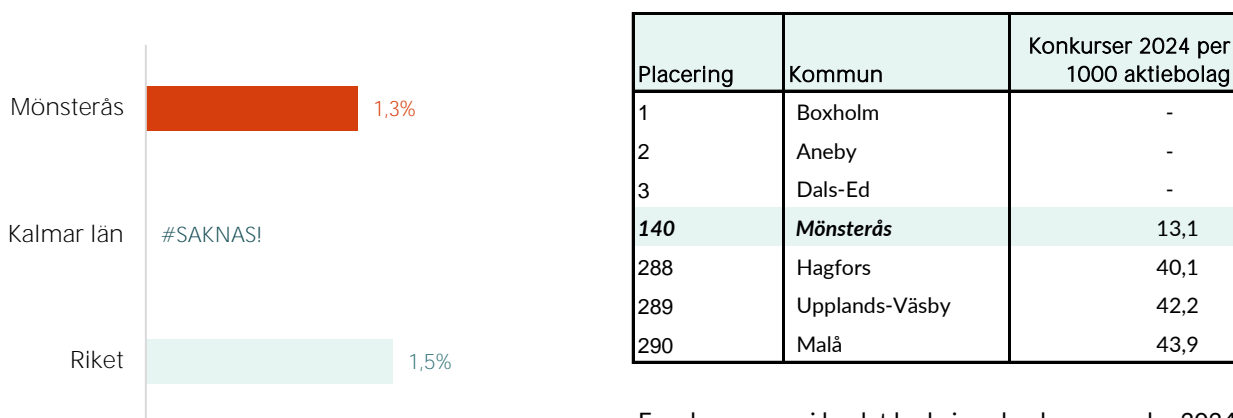 Mönsterås
1,3%
Kalmar län
#SAKNAS!
Riket
1,5%
Placering Kommun Konkurser 2024 per 1000 aktiebolag
1 Boxholm -
2 Aneby -
3 Dals-Ed -
140 Mönsterås 13,1
288 Hagfors 40,1
289 Upplands-Väsby 42,2
290 Malå 43,9